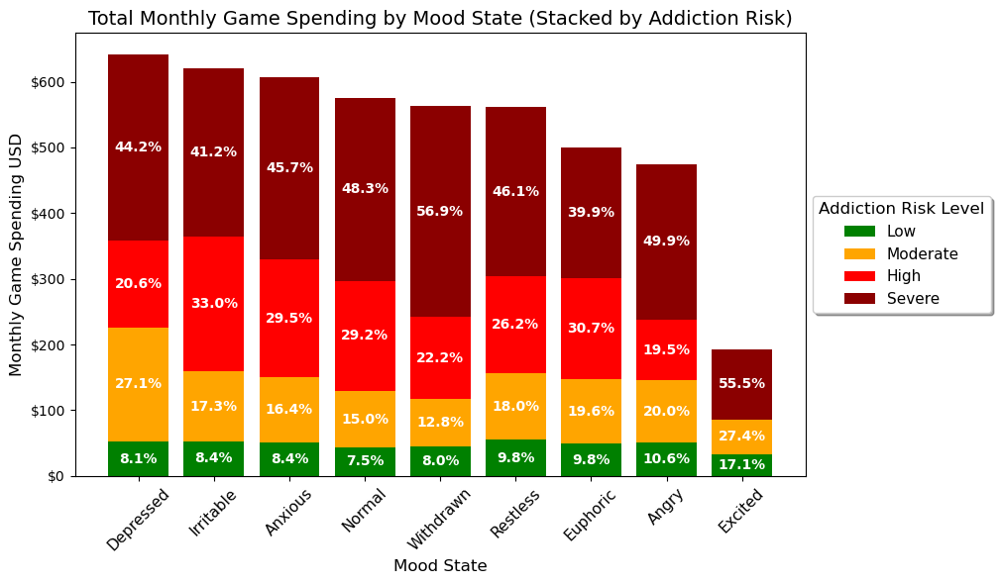 Total Monthly Game Spending by Mood State (Stacked by Addiction Risk)
Monthly Game Spending USD
$600
$500
$400
$300
$200
$100
$0
44.2%
20.6%
27.1%
8.1%
41.2%
33.0%
17.3%
8.4%
45.7%
29.5%
16.4%
8.4%
48.3%
29.2%
15.0%
7.5%
56.9%
22.2%
12.8%
8.0%
46.1%
26.2%
18.0%
9.8%
39.9%
30.7%
19.6%
9.8%
49.9%
19.5%
20.0%
10.6%
55.5%
27.4%
17.1%
Depressed
Irritable
Anxious
Normal
Withdrawn
Restless
Euphoric
Angry
Excited
Mood State
Addiction Risk Level
Low
Moderate
High
Severe